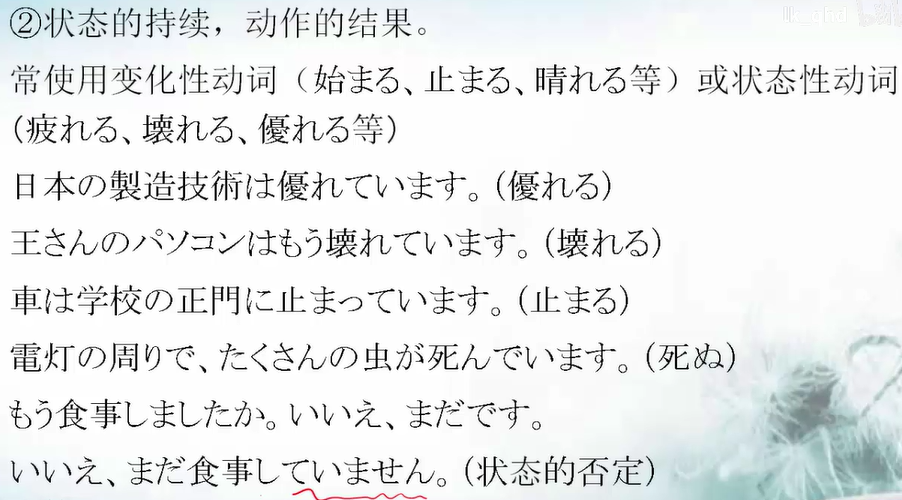 ②状态的持续，动作的结果。
常使用变化性动词（始まる、止まる、晴れる等）或状态性动词
(疲れる、壊れる、優れる等)
日本の製造技術は優れています。(優れる)
王さんのパソコンはもう壊れています。(壊れる)
車は学校の正門に止まっています。(止まる)
電灯の周りで、たくさんの虫が死んでいます。(死ぬ)
もう食事しましたか。いいえ、まだです。
いいえ、まだ食事していません。(状态的否定)